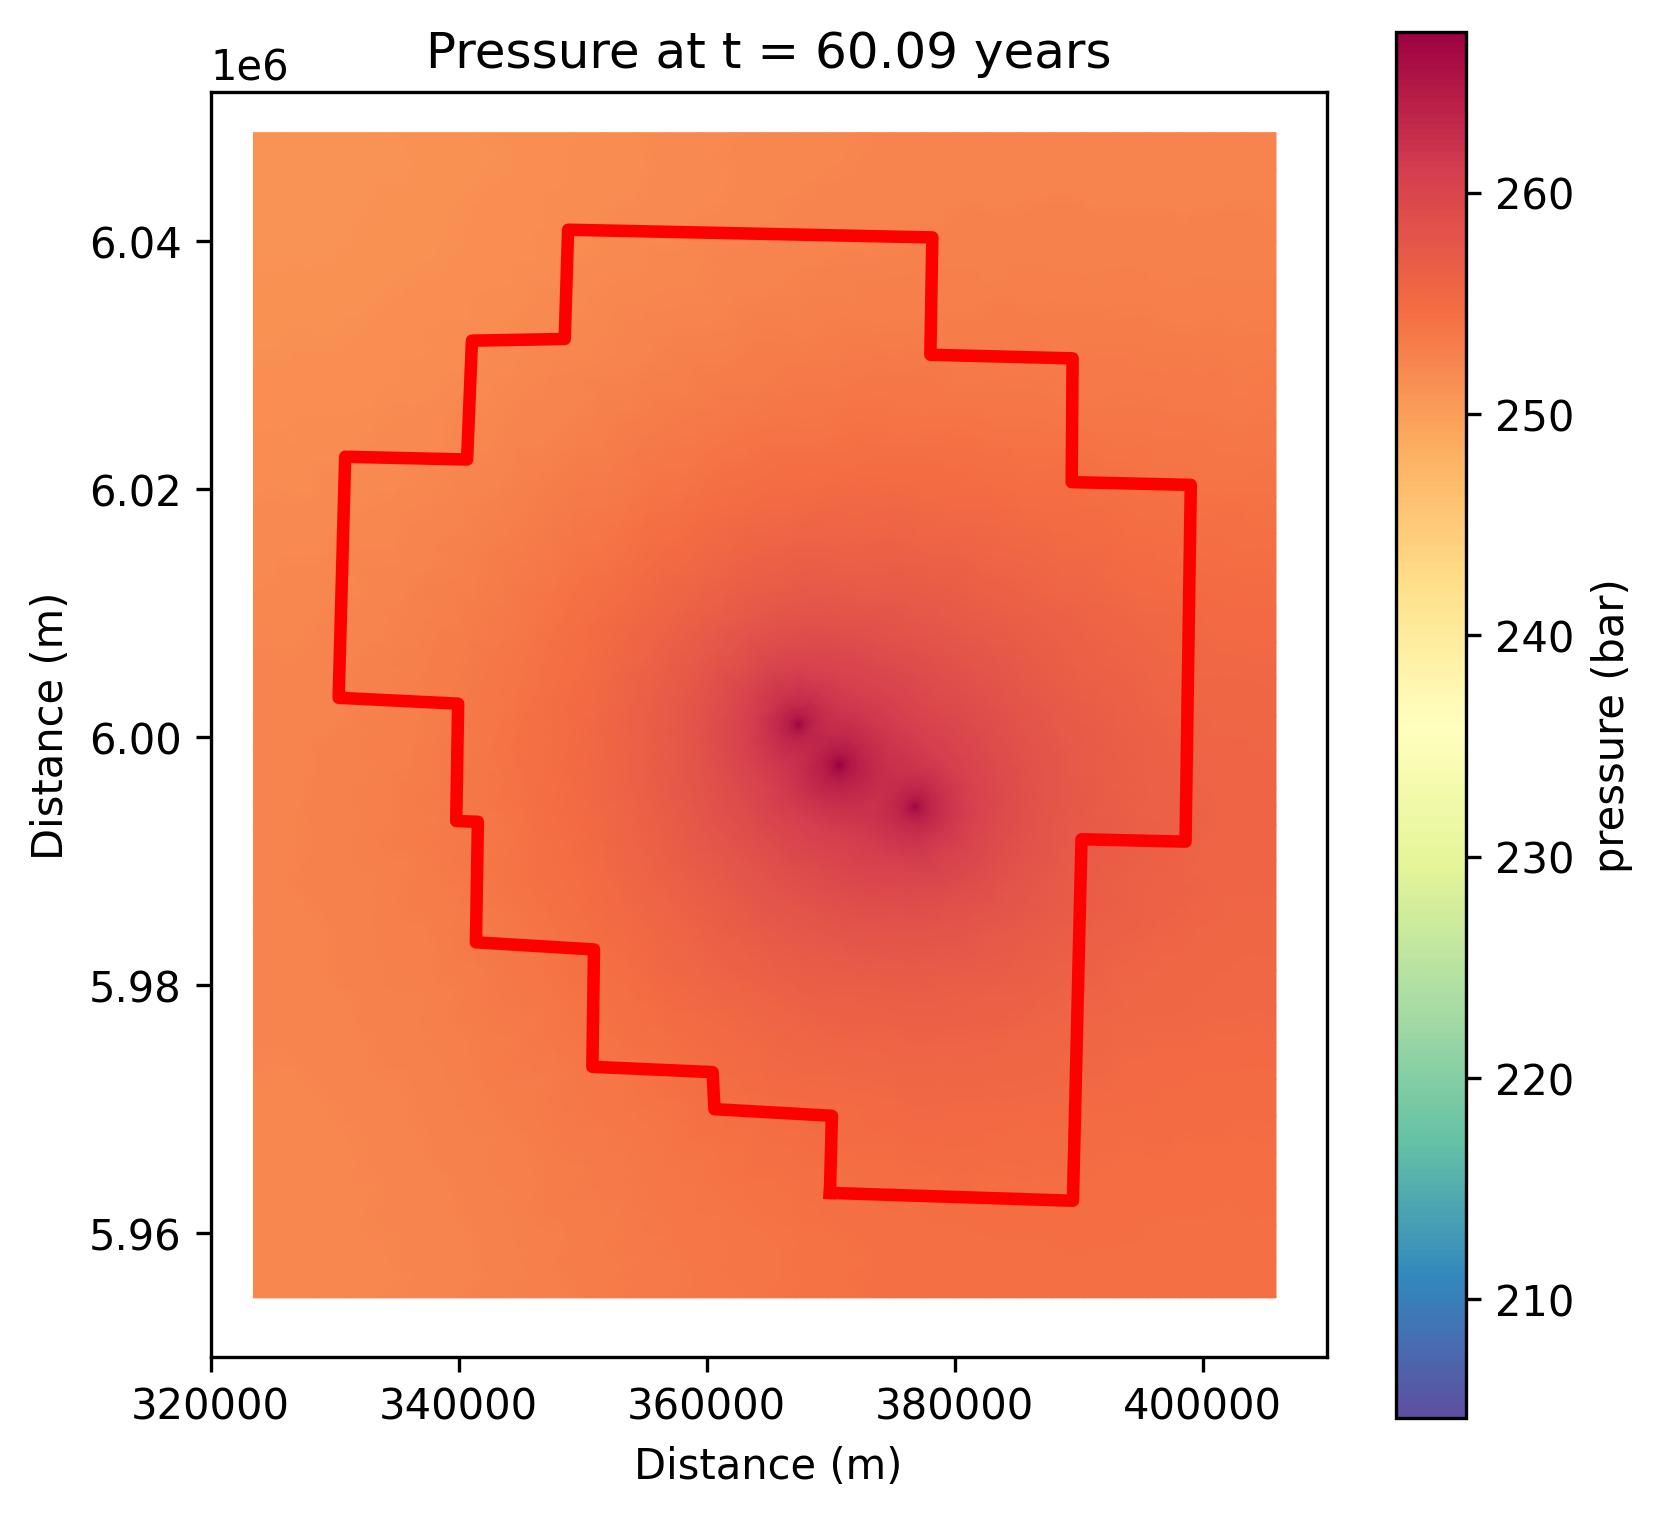 Pressure at t = 60.09 years
1e6
6.04
6.02
6.00
5.98
5.96
Distance (m)
320000 340000 360000 380000 400000
Distance (m)
260
250
240
230
220
210
pressure (bar)